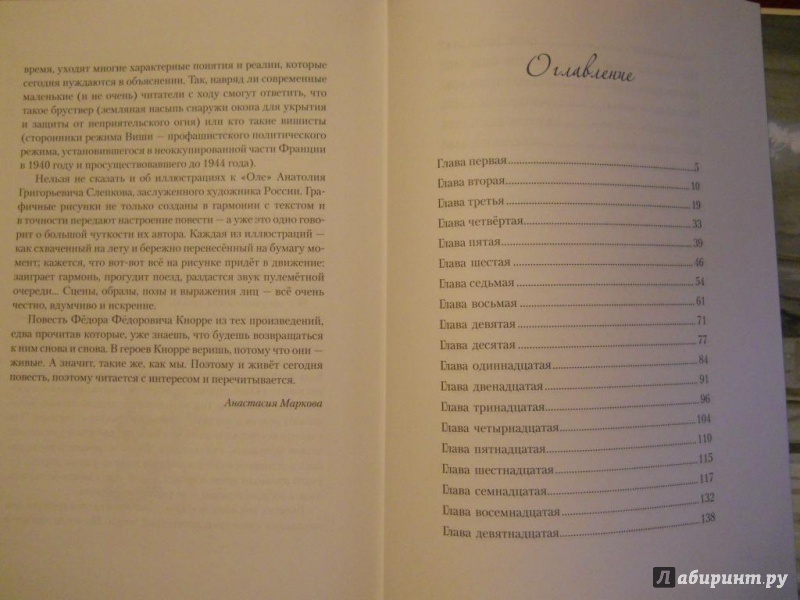 время, уходят многие характерные понятия и реалии, которые
сегодня нуждаются в объяснении. Так, навряд ли современные
маленькие (и не очень) читатели с ходу смогут ответить, что
такое бруствер (земляная насыпь снаружи окопа для укрытия
и защиты от неприятельского огня) или кто такие вишисты
(сторонники режима Виши — профашистского политического
режима, установившегося в неоккупированной части Франции
в 1940 году и просуществовавшего до 1944 года).
Нельзя не сказать и об иллюстрациях к «Оле» Анатолия
Григорьевича Слепкова, заслуженного художника России. Гра-
фичные рисунки не только созданы в гармонии с текстом и
в точности передают настроение повести — а уже это одно гово-
рит о большой чуткости их автора. Каждая из иллюстраций —
как схваченный на лету и бережно перенесённый на бумагу мо-
мент; кажется, что вот-вот всё на рисунке придёт в движение:
заиграет гармонь, прогудит поезд, раздастся звук пулемётной
очереди... Сцены, образы, позы и выражения лиц — всё очень
чество, вдумчиво и искренне.
Повесть Фёдора Фёдоровича Кнорре из тех произведений,
едва прочитав которые, уже знаешь, что будешь возвращаться
к ним снова и снова. В героев Кнорре веришь, потому что они —
живые. А значит, такие же, как мы. Поэтому и живёт сегодня
повесть, поэтому читается с интересом и перечитывается.
Анастасия Маркова
Оглавление
Глава первая 5
Глава вторая 10
Глава третья 19
Глава четвёртая 33
Глава пятая 39
Глава шестая 46
Глава седьмая 54
Глава восьмая 61
Глава девятая 71
Глава десятая 77
Глава одиннадцатая 84
Глава двенадцатая 91
Глава тринадцатая 96
Глава четырнадцатая 104
Глава пятнадцатая 110
Глава шестнадцатая 115
Глава семнадцатая 117
Глава восемнадцатая 132
Глава девятнадцатая 138
Лабиринт.ру